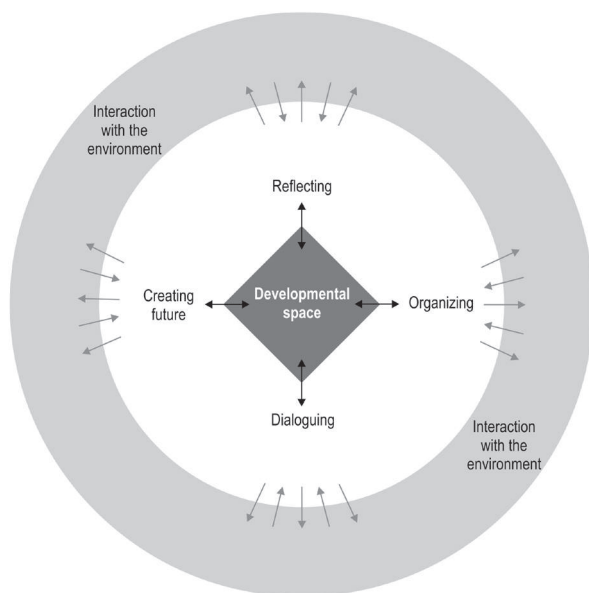 Interaction
with the
environment
Reflecting
Creating
future
Developmental
space
Organizing
Dialoguing
Interaction
with the
environment